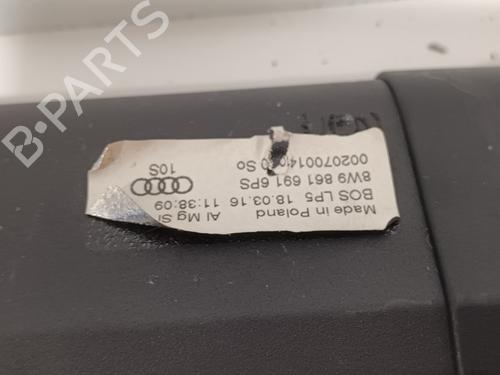 Made in Poland Al Mg Si
BOS LP5 18.03.16 11:38:09
8W9 861 691 6PS
So
10S
B-PARTS